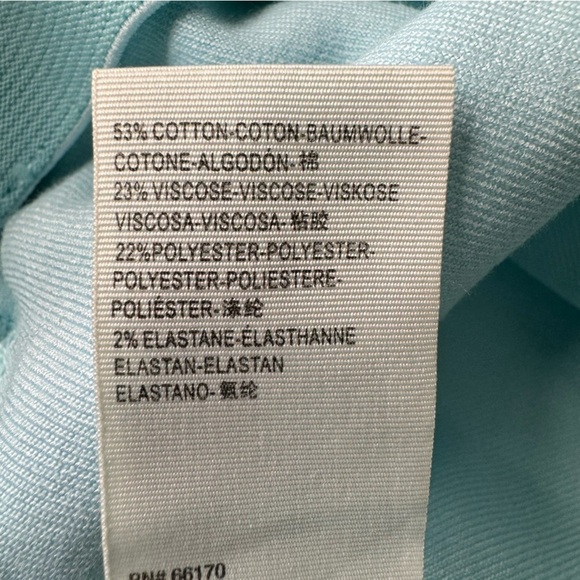 53% COTTON-COTON-BAUMWOLLE-
COTONE-ALGODÓN-棉
23% VISCOSE-VISCOSE-VISKOSE
VISCOSA-VISCOSA-粘胶
22%POLYESTER-POLYESTER-
POLYESTER-POLIESTERE-
POLIÉSTER-涤纶
2% ELASTANE-ÉLASTHANNE
ELASTAN-ELASTAN
ELASTANO-氨纶
RN# 66170